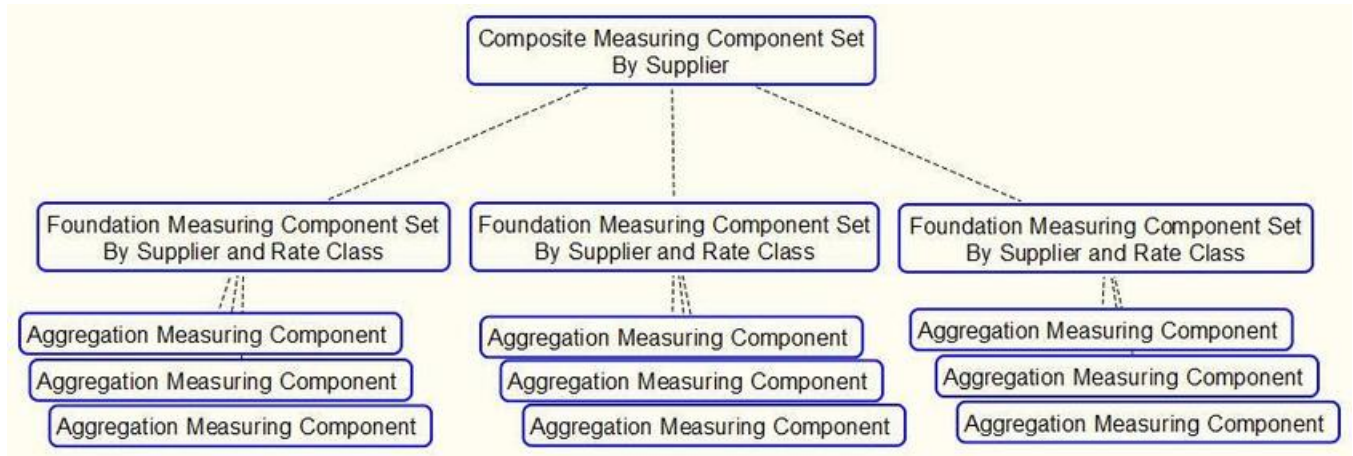 Composite Measuring Component Set
By Supplier
Foundation Measuring Component Set
By Supplier and Rate Class
Foundation Measuring Component Set
By Supplier and Rate Class
Foundation Measuring Component Set
By Supplier and Rate Class
Aggregation Measuring Component
Aggregation Measuring Component
Aggregation Measuring Component
Aggregation Measuring Component
Aggregation Measuring Component
Aggregation Measuring Component
Aggregation Measuring Component
Aggregation Measuring Component
Aggregation Measuring Component